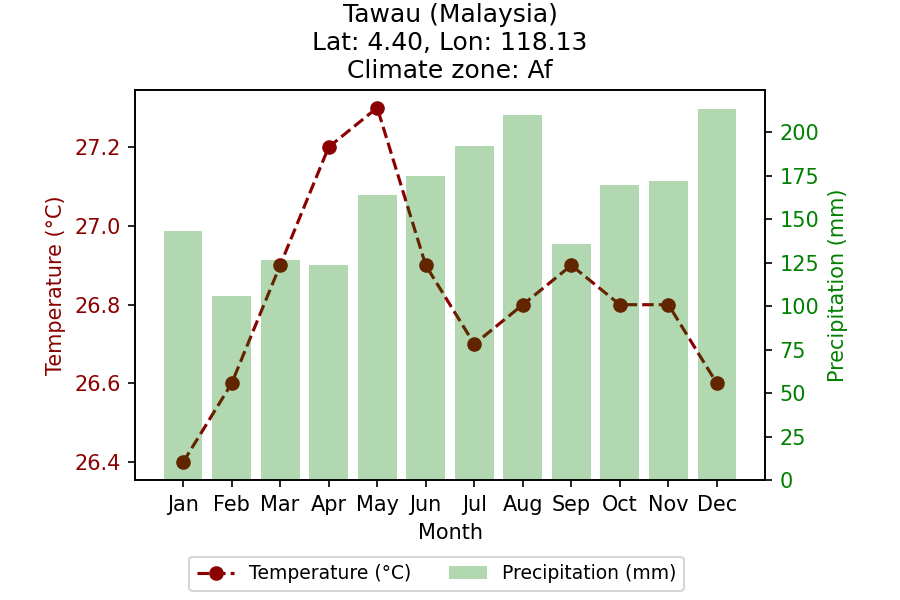 Tawau (Malaysia)
Lat: 4.40, Lon: 118.13
Climate zone: Af
Temperature (°C)
27.2
27.0
26.8
26.6
26.4
200
175
150
125
100
75
50
25
0
Precipitation (mm)
Jan Feb Mar Apr May Jun Jul Aug Sep Oct Nov Dec
Month
Temperature (°C) Precipitation (mm)